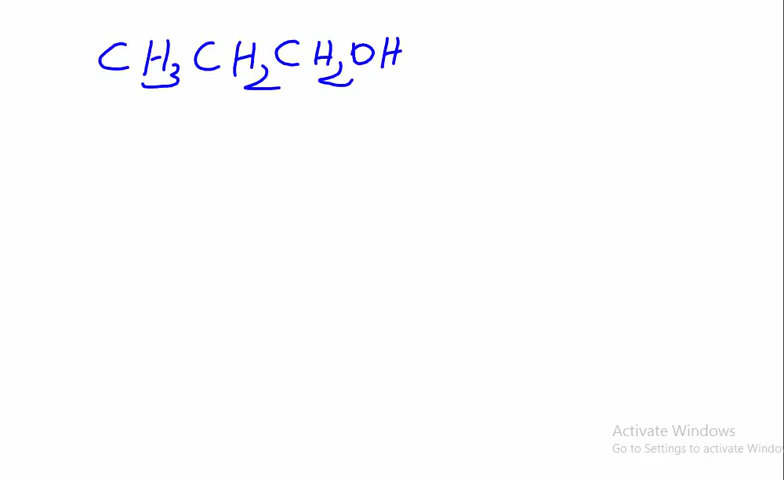 CH₃CH₂CH₂OH
Activate Windows
Go to Settings to activate Windo